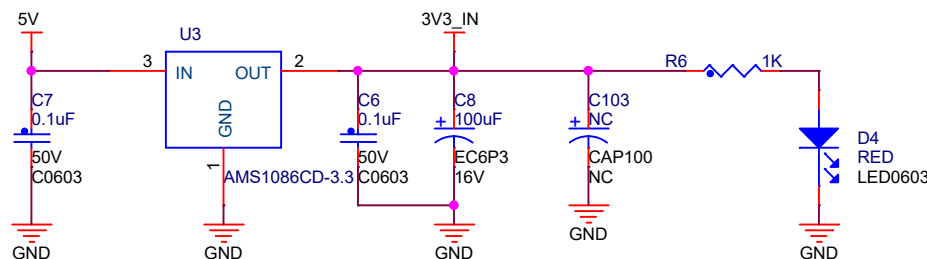 5V
U3
3V3_IN
3
IN
OUT
2
GND
1
AMS1086CD-3.3
C7
0.1uF
50V
C0603
C6
0.1uF
50V
C0603
C8
100uF
EC6P3
16V
C103
NC
CAP100
NC
R6
1K
D4
RED
LED0603
GND
GND
GND
GND
GND